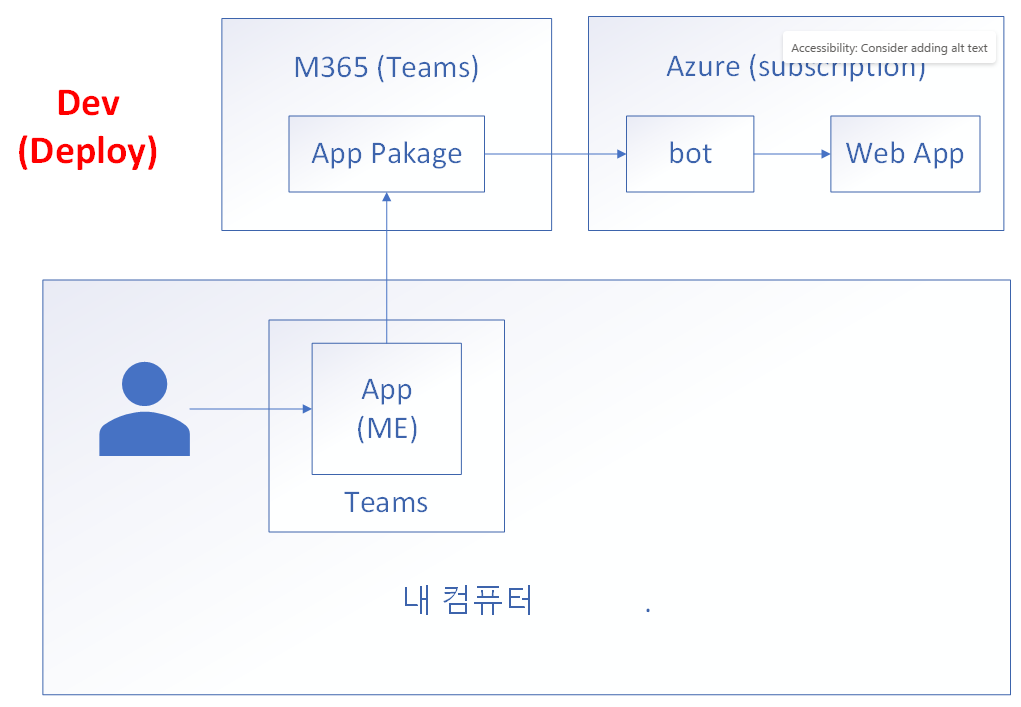 Dev
(Deploy)
M365 (Teams)
App Pakage
Accessibility: Consider adding alt text
Azure (subscription)
bot
Web App
App
(ME)
Teams
내 컴퓨터 .